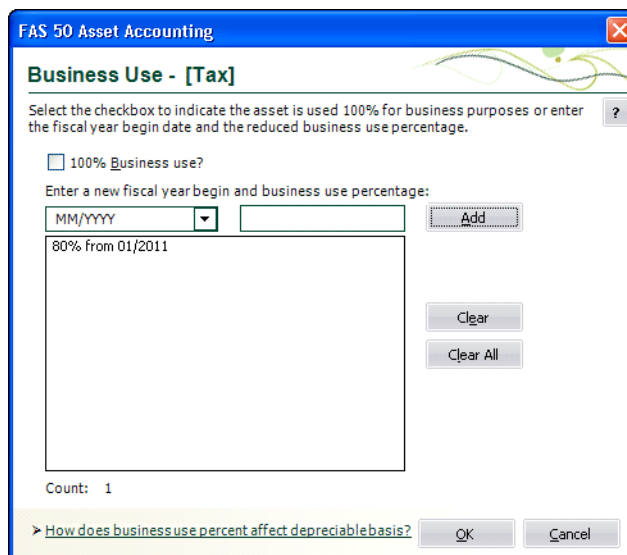 FAS 50 Asset Accounting
Business Use - [Tax]
Select the checkbox to indicate the asset is used 100% for business purposes or enter
the fiscal year begin date and the reduced business use percentage.
?
100% Business use?
Enter a new fiscal year begin and business use percentage:
MM/YYYY
Add
80% from 01/2011
Clear
Clear All
Count: 1
How does business use percent affect depreciable basis?
OK
Cancel